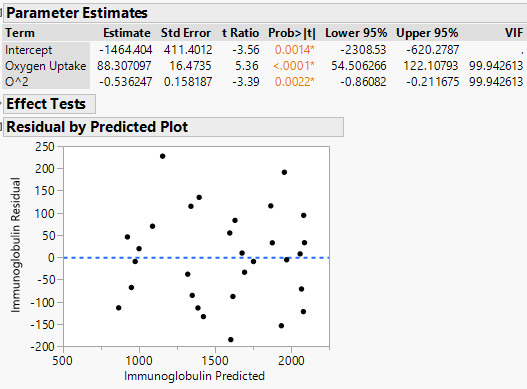 Parameter Estimates
Term Estimate Std Error t Ratio Prob>|t| Lower 95% Upper 95% VIF
Intercept -1464.404 411.4012 -3.56 0.0014* -2308.53 -620.2787 .
Oxygen Uptake 88.307097 16.4735 5.36 <.0001* 54.506266 122.10793 99.942613
O^2 -0.536247 0.158187 -3.39 0.0022* -0.86082 -0.211675 99.942613
Effect Tests
Residual by Predicted Plot
250
200
150
100
50
0
-50
-100
-150
-200
Immunoglobulin Residual
500 1000 1500 2000
Immunoglobulin Predicted